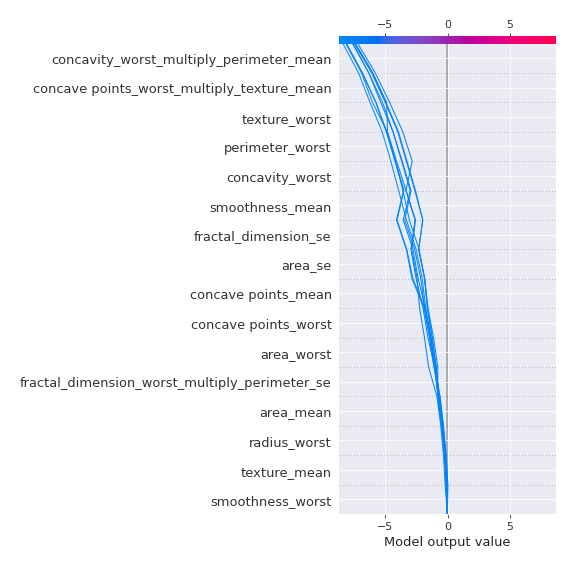 −5 0 5
concavity_worst_multiply_perimeter_mean
concave points_worst_multiply_texture_mean
texture_worst
perimeter_worst
concavity_worst
smoothness_mean
fractal_dimension_se
area_se
concave points_mean
concave points_worst
area_worst
fractal_dimension_worst_multiply_perimeter_se
area_mean
radius_worst
texture_mean
smoothness_worst
−5 0 5
Model output value